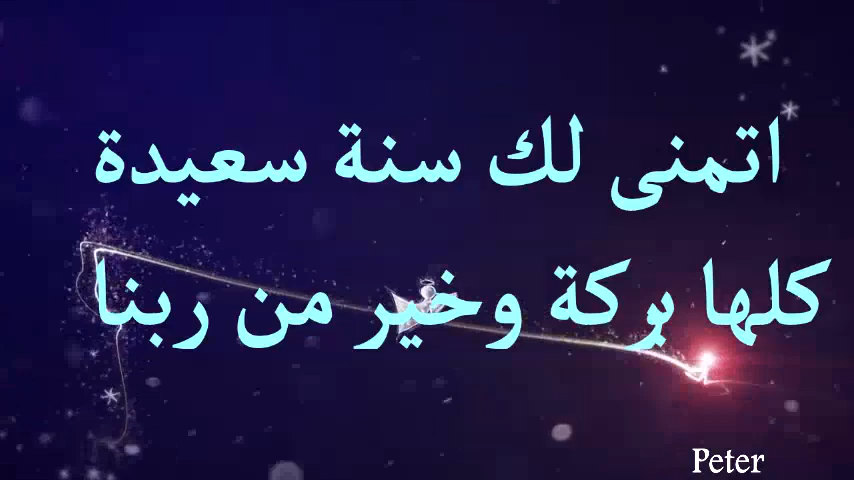 اتمنى لك سنة سعيدة
كلها بركة وخير من ربنا
Peter